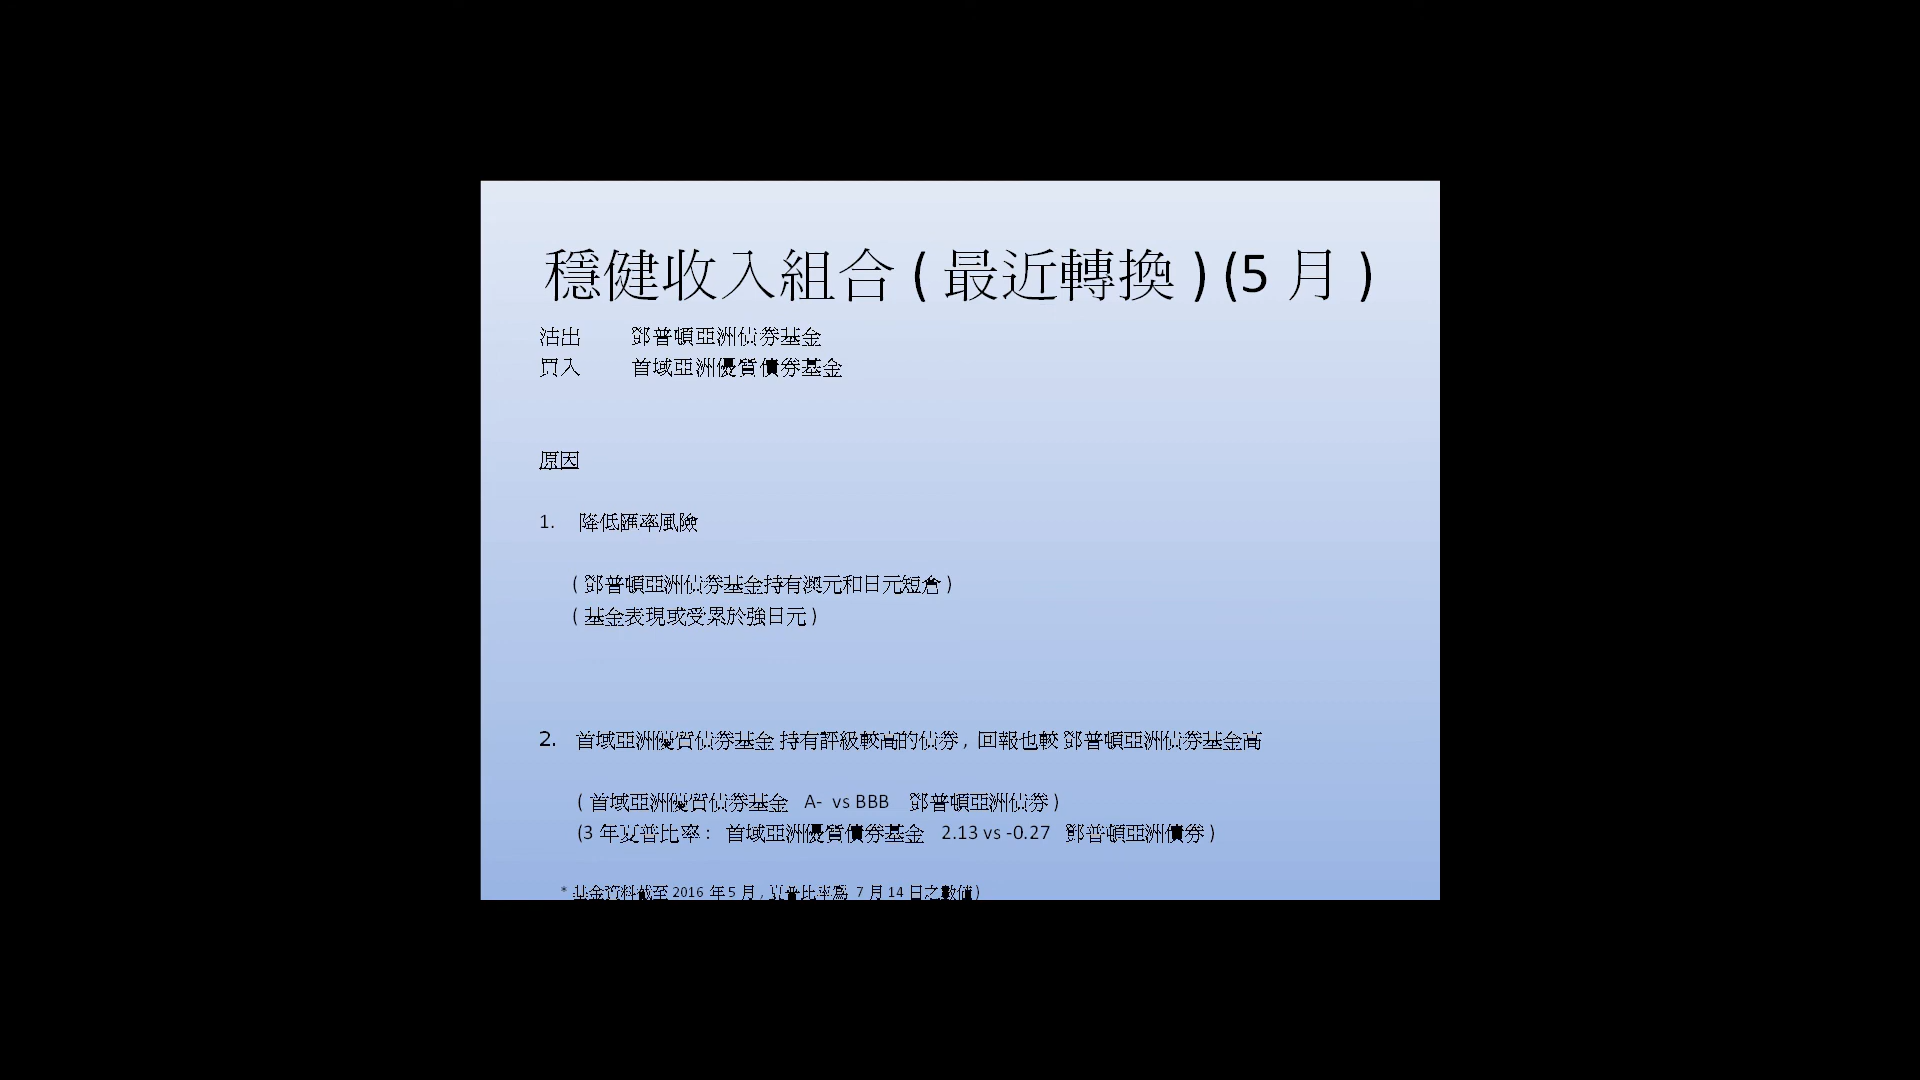 穩健收入組合 ( 最近轉換 ) (5 月 )
沽出 鄧普頓亞洲債券基金
買入 首域亞洲優質債券基金
原因
1. 降低匯率風險
( 鄧普頓亞洲債券基金持有澳元和日元短倉 )
( 基金表現或受累於強日元 )
2. 首域亞洲優質債券基金 持有評級較高的債券 , 回報也較 鄧普頓亞洲債券基金高
( 首域亞洲優質債券基金 A- vs BBB 鄧普頓亞洲債券 )
(3 年夏普比率 : 首域亞洲優質債券基金 2.13 vs -0.27 鄧普頓亞洲債券 )
* 基金資料截至 2016 年 5 月 , 夏普比率為 7 月 14 日之數値 )